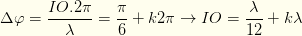 Δφ = IO.2π/λ = π/6 + k2π → IO = λ/12 + kλ